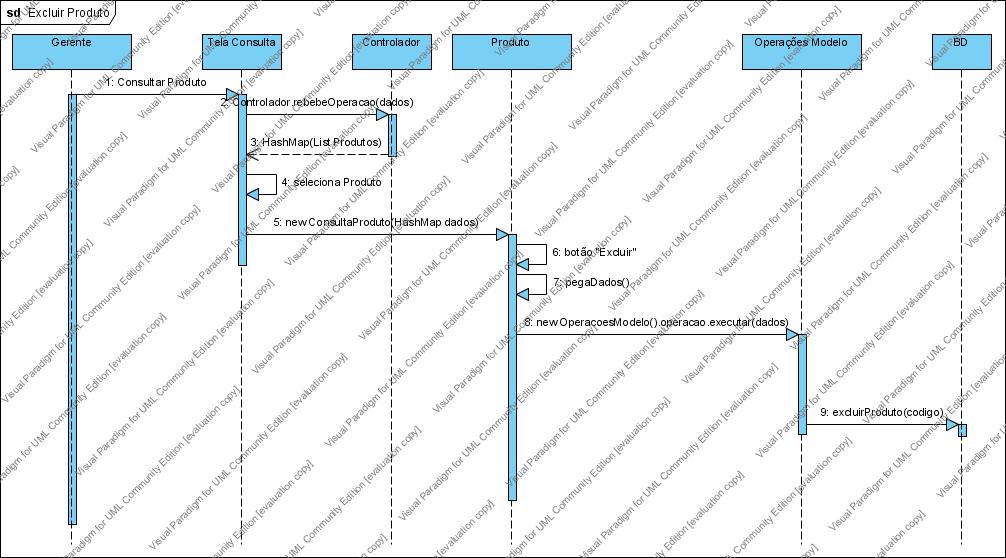 sd Excluir Produto
Gerente
Tela Consulta
Controlador
Produto
Operações Modelo
BD
1: Consultar Produto
2: Controlador.rebebeOperacao(dados)
3: HashMap(List Produtos)
4: seleciona Produto
5: new ConsultaProduto(HashMap dados)
6: botão "Excluir"
7: pegaDados()
8: new OperacoesModelo().operacao.executar(dados)
9: excluirProduto(codigo)
Visual Paradigm for UML Community Edition [evaluation copy]